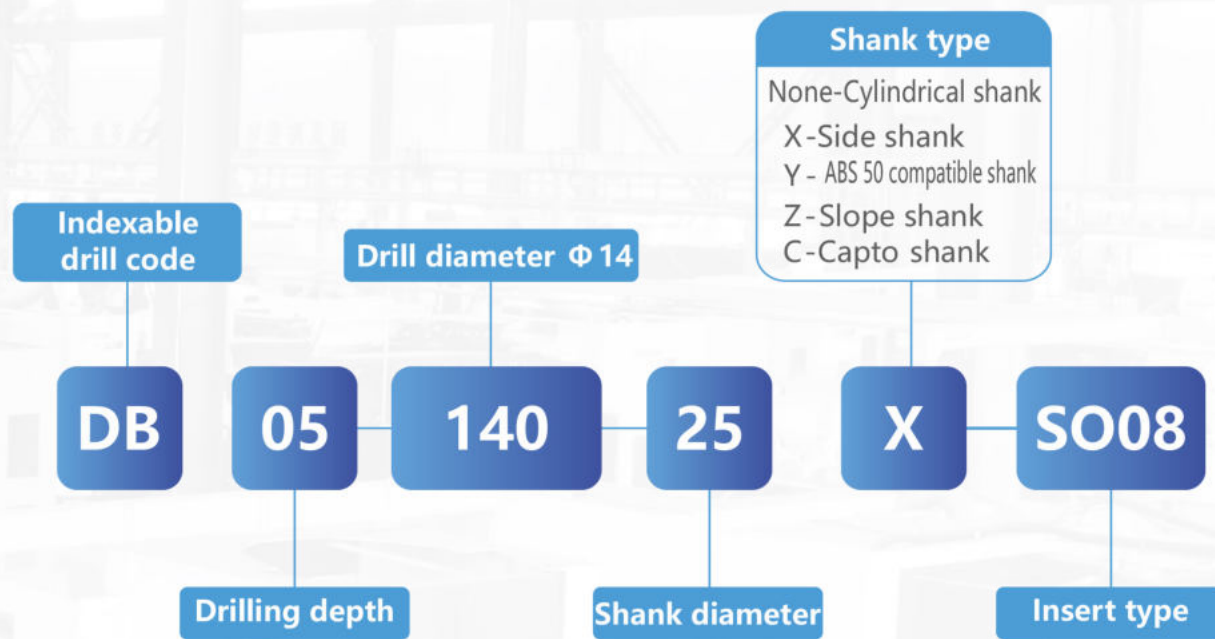 Shank type
None-Cylindrical shank
X-Side shank
Y- ABS 50 compatible shank
Z-Slope shank
C-Capto shank
Indexable
drill code
Drill diameter Φ 14
DB 05 - 140 - 25 X - SO08
Drilling depth
Shank diameter
Insert type